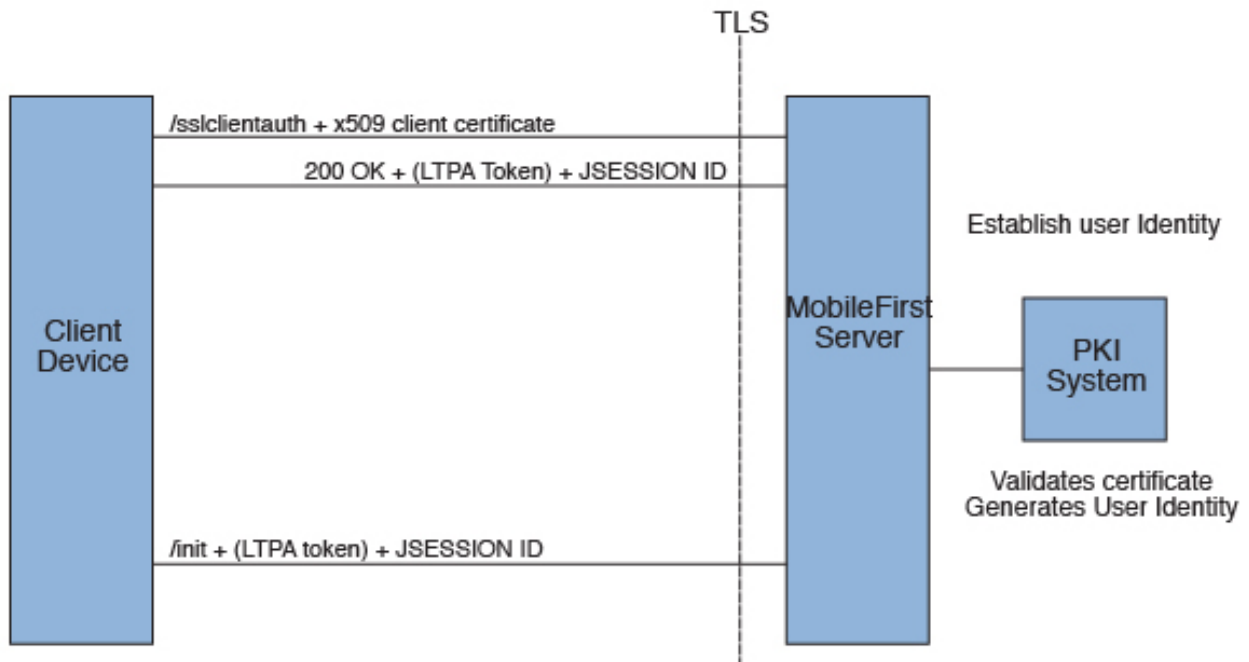 TLS
/sslclientauth + x509 client certificate
200 OK + (LTPA Token) + JSESSION ID
Establish user Identity
Client
Device
MobileFirst
Server
PKI
System
Validates certificate
Generates User Identity
/init + (LTPA token) + JSESSION ID